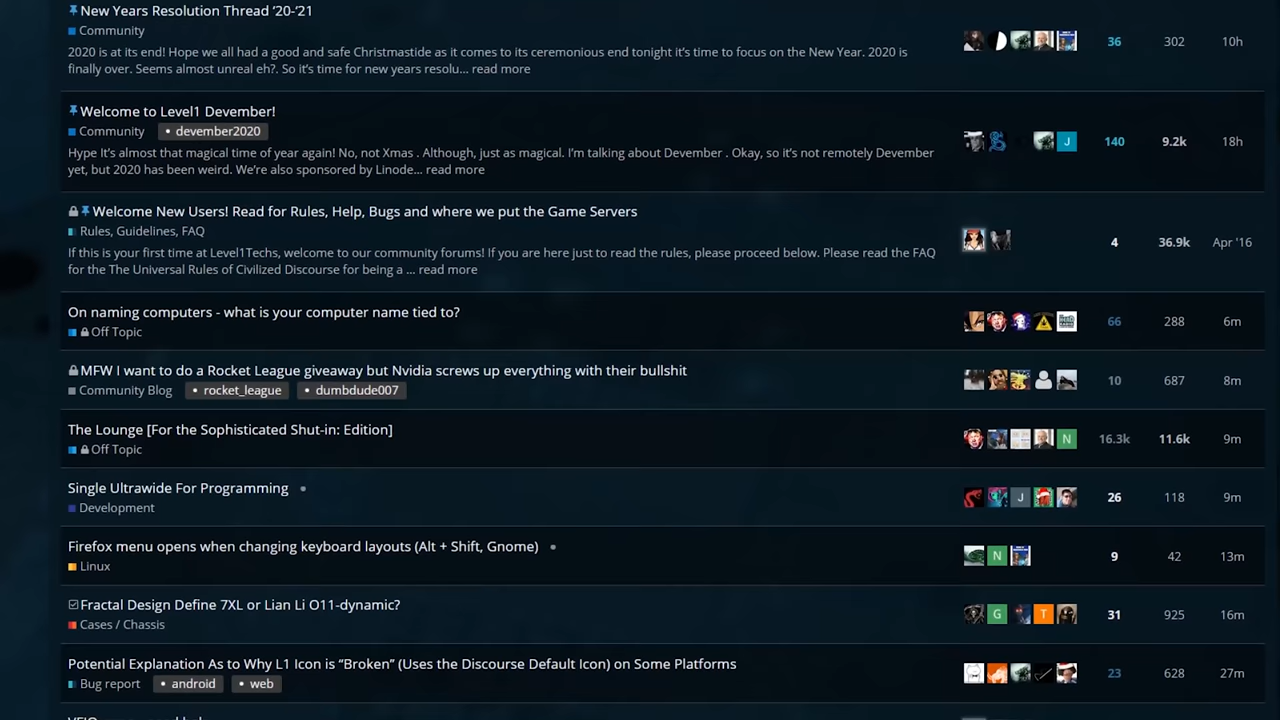 New Years Resolution Thread ‘20-‘21
Community
2020 is at its end! Hope we all had a good and safe Christmastide as it comes to its ceremonious end tonight it’s time to focus on the New Year. 2020 is
finally over. Seems almost unreal eh?. So it’s time for new years resolu… read more
36 302 10h
Welcome to Level1 Devember!
Community • devember2020
Hype It’s almost that magical time of year again! No, not Xmas . Although, just as magical. I’m talking about Devember . Okay, so it’s not remotely Devember
yet, but 2020 has been weird. We’re also sponsored by Linode… read more
J 140 9.2k 18h
Welcome New Users! Read for Rules, Help, Bugs and where we put the Game Servers
Rules, Guidelines, FAQ
If this is your first time at Level1Techs, welcome to our community forums! If you are here just to read the rules, please proceed below. Please read the FAQ
for the The Universal Rules of Civilized Discourse for being a … read more
4 36.9k Apr '16
On naming computers - what is your computer name tied to?
Off Topic
66 288 6m
MFW I want to do a Rocket League giveaway but Nvidia screws up everything with their bullshit
Community Blog • rocket_league • dumbdude007
10 687 8m
The Lounge [For the Sophisticated Shut-in: Edition]
Off Topic
N 16.3k 11.6k 9m
Single Ultrawide For Programming
Development
J 26 118 9m
Firefox menu opens when changing keyboard layouts (Alt + Shift, Gnome)
Linux
N 9 42 13m
Fractal Design Define 7XL or Lian Li O11-dynamic?
Cases / Chassis
G T 31 925 16m
Potential Explanation As to Why L1 Icon is “Broken” (Uses the Discourse Default Icon) on Some Platforms
Bug report • android • web
23 628 27m